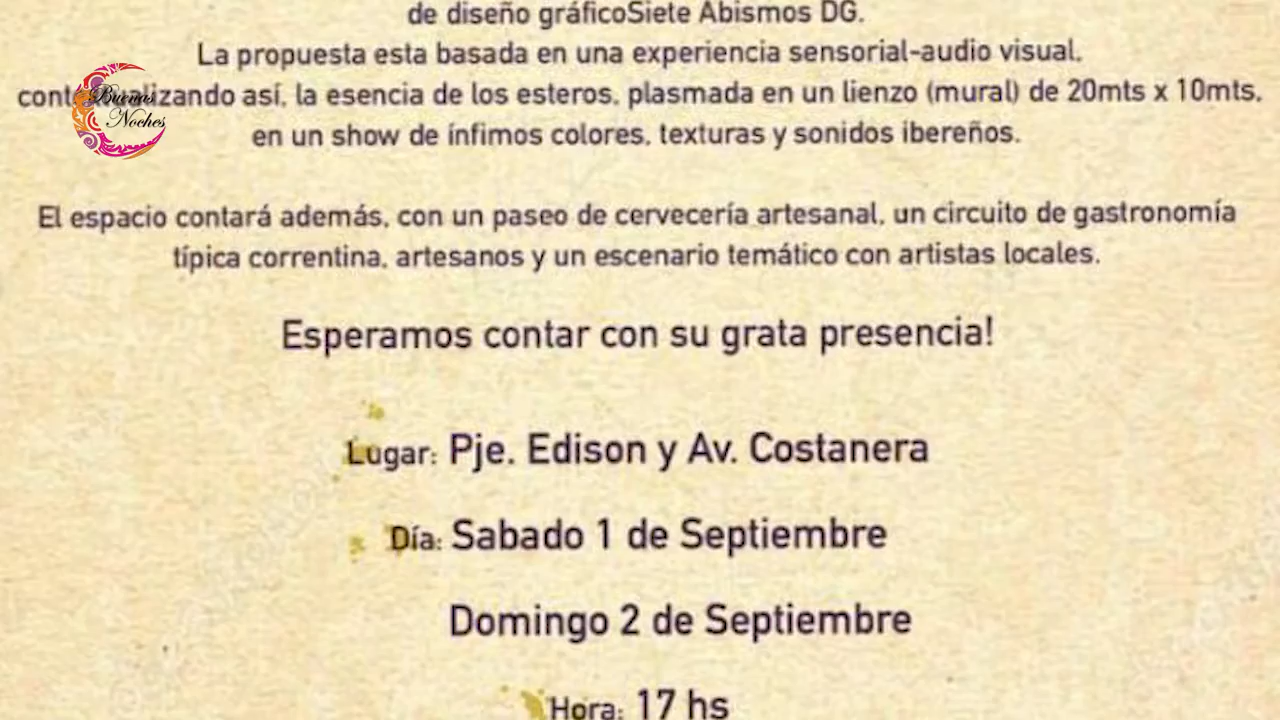 de diseño gráficoSiete Abismos DG.
La propuesta esta basada en una experiencia sensorial-audio visual,
izando así, la esencia de los esteros, plasmada en un lienzo (mural) de 20mts x 10mts,
en un show de ínfimos colores, texturas y sonidos ibereños.
El espacio contará además, con un paseo de cervecería artesanal, un circuito de gastronomía
típica correntina, artesanos y un escenario temático con artistas locales.
Esperamos contar con su grata presencia!
Lugar: Pje. Edison y Av. Costanera
Día: Sabado 1 de Septiembre
Domingo 2 de Septiembre
Hora: 17 hs
Buenas
Noches